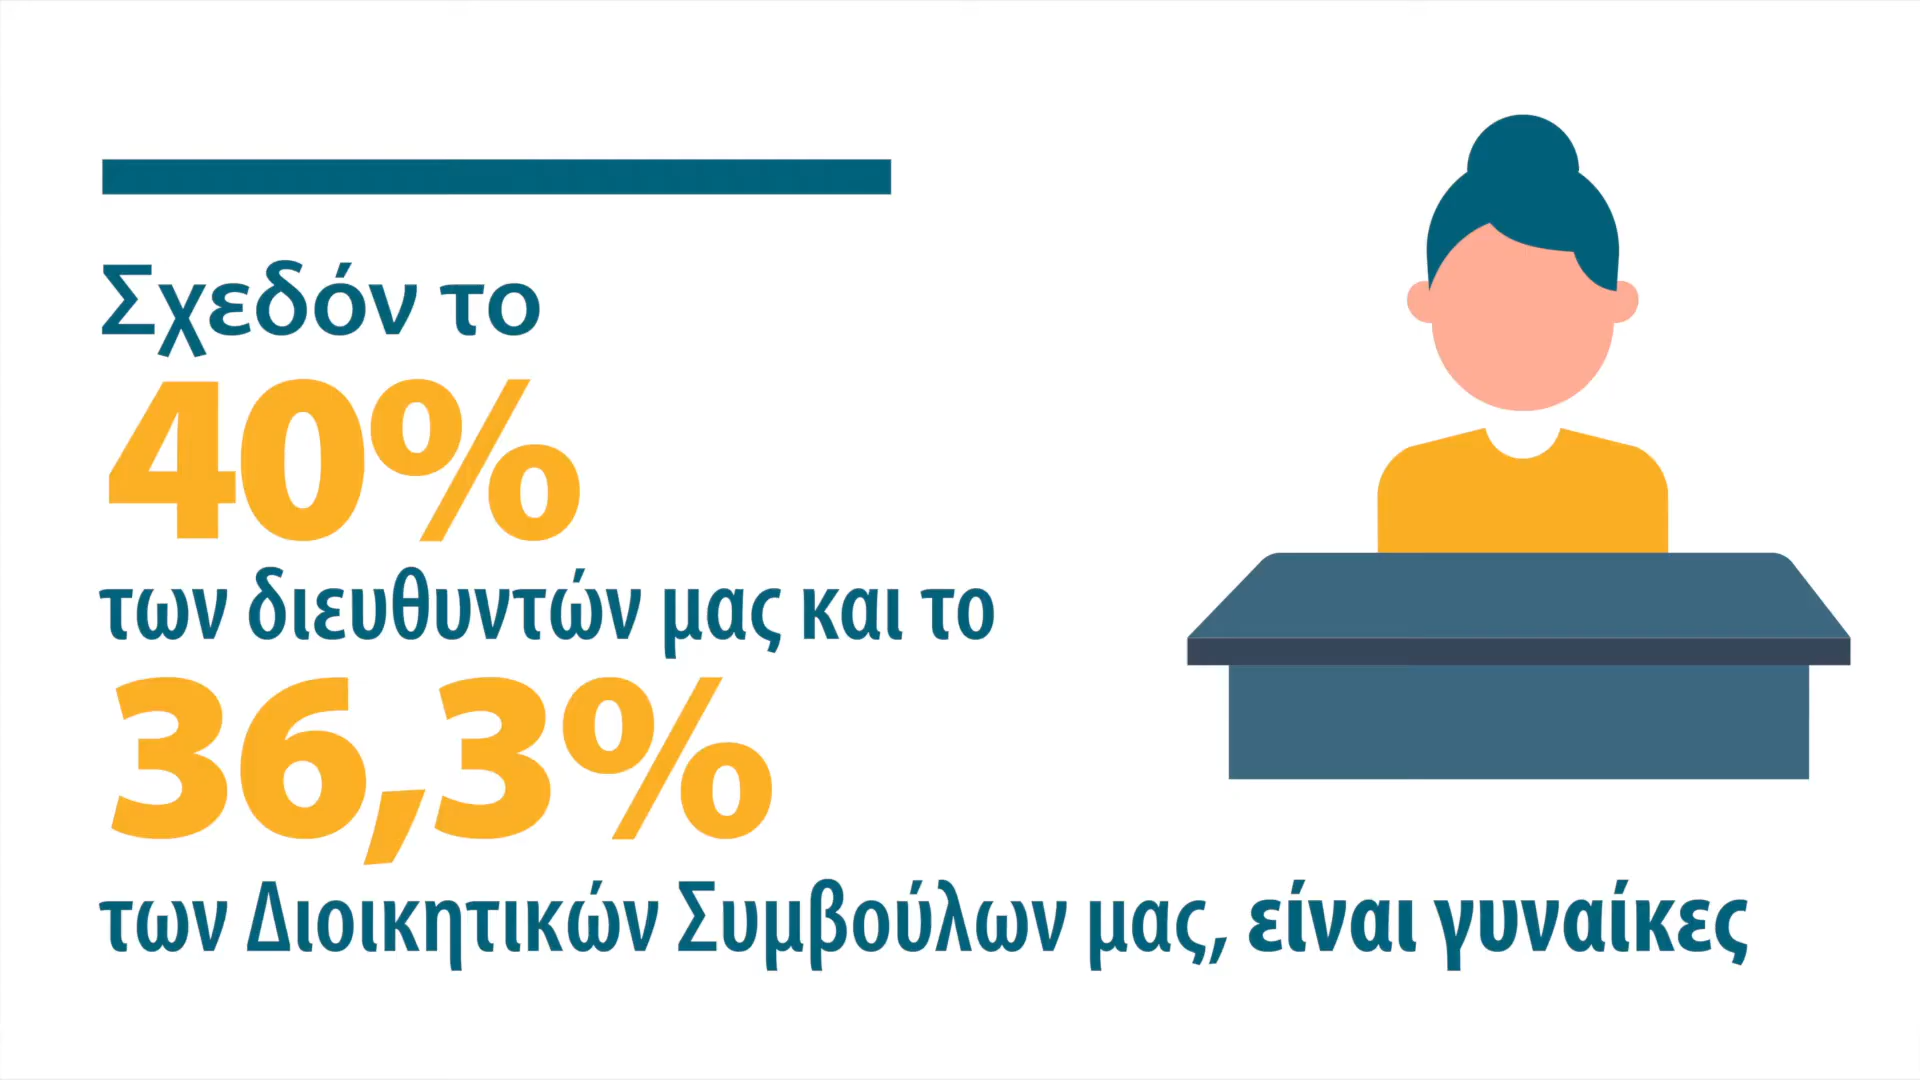 Σχεδόν το
40%
των διευθυντών μας και το
36,3%
των Διοικητικών Συμβούλων μας, είναι γυναίκες